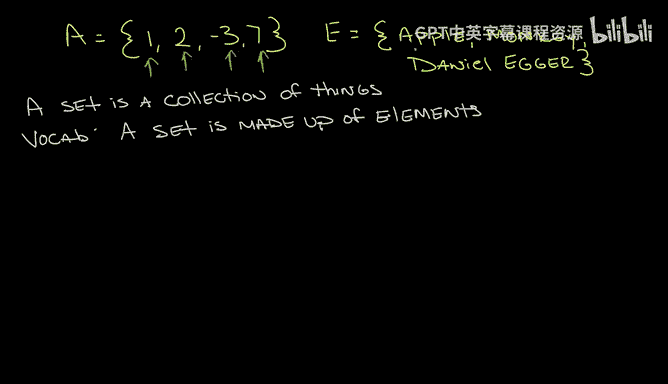 A = {1, 2, -3, 7} E = {APPLE,
GPT中英字幕课程资源 bilibili
DANIEL EGGER}
A SET IS A COLLECTION OF THINGS
VOCAB: A SET IS MADE UP OF ELEMENTS